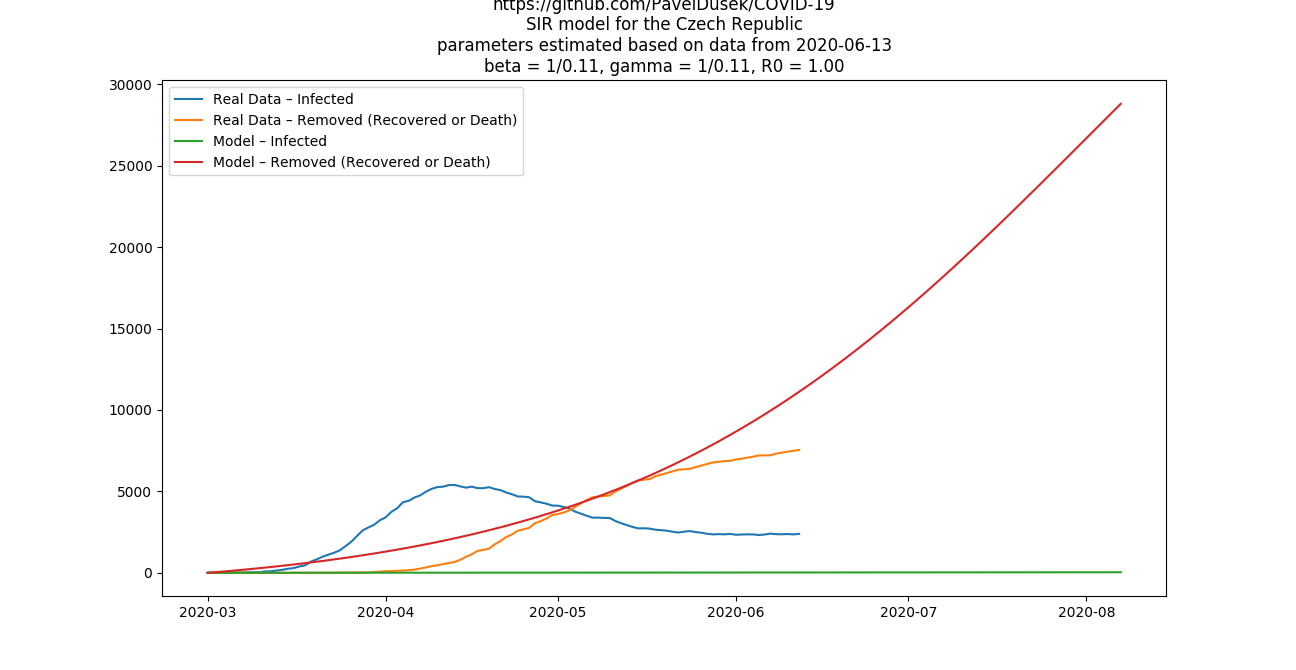 https://github.com/PavelDusek/COVID-19
SIR model for the Czech Republic
parameters estimated based on data from 2020-06-13
beta = 1/0.11, gamma = 1/0.11, R0 = 1.00
Real Data – Infected
Real Data – Removed (Recovered or Death)
Model – Infected
Model – Removed (Recovered or Death)
30000
25000
20000
15000
10000
5000
0
2020-03 2020-04 2020-05 2020-06 2020-07 2020-08